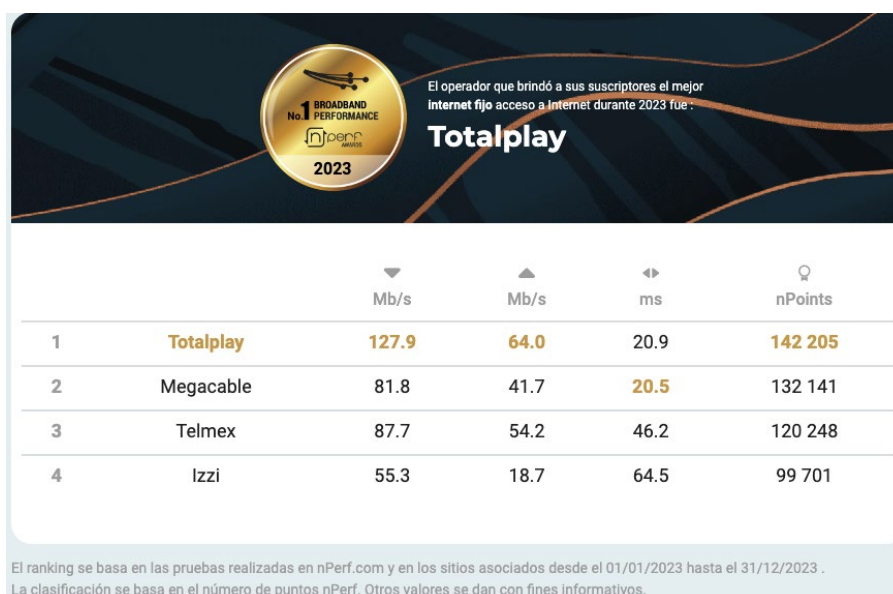 El operador que brindó a sus suscriptores el mejor
internet fijo acceso a Internet durante 2023 fue :
Totalplay
No.1 BROADBAND
PERFORMANCE
nperf
AWARDS
2023
Mb/s Mb/s ms nPoints
1 Totalplay 127.9 64.0 20.9 142 205
2 Megacable 81.8 41.7 20.5 132 141
3 Telmex 87.7 54.2 46.2 120 248
4 Izzi 55.3 18.7 64.5 99 701
El ranking se basa en las pruebas realizadas en nPerf.com y en los sitios asociados desde el 01/01/2023 hasta el 31/12/2023 .
La clasificación se basa en el número de puntos nPerf. Otros valores se dan con fines informativos.